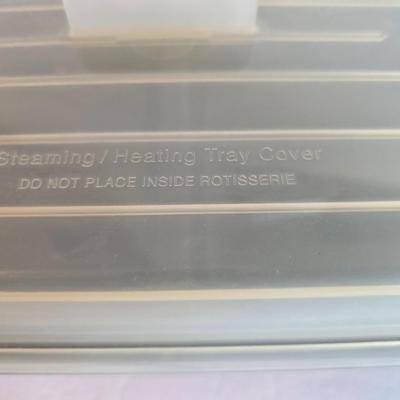 Steaming / Heating Tray Cover
DO NOT PLACE INSIDE ROTISSERIE